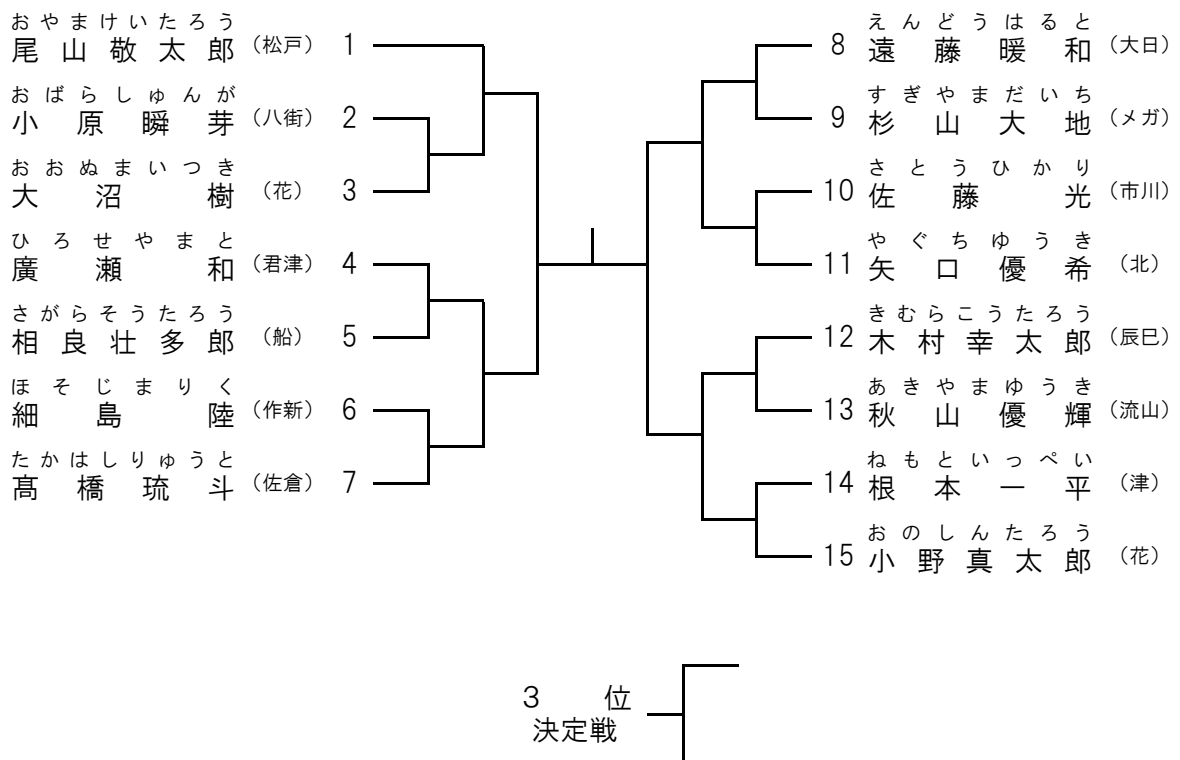 おやまけいたろう
尾山敬太郎 （松戸） 1
おばらしゅんが
小原瞬芽 （八街） 2
おおぬまいつき
大沼樹 （花） 3
ひろせやまと
廣瀬和 （君津） 4
さがらそうたろう
相良壮多郎 （船） 5
ほそじまりく
細島陸 （作新） 6
たかはしりゅうと
髙橋琉斗 （佐倉） 7
えんどうはると
8 遠藤暖和 （大日）
すぎやまだいち
9 杉山大地 （メガ）
さとうひかり
10 佐藤光 （市川）
やぐちゆうき
11 矢口優希 （北）
きむらこうたろう
12 木村幸太郎 （辰巳）
あきやまゆうき
13 秋山優輝 （流山）
ねもといっぺい
14 根本一平 （津）
おのしんたろう
15 小野真太郎 （花）
3位
決定戦